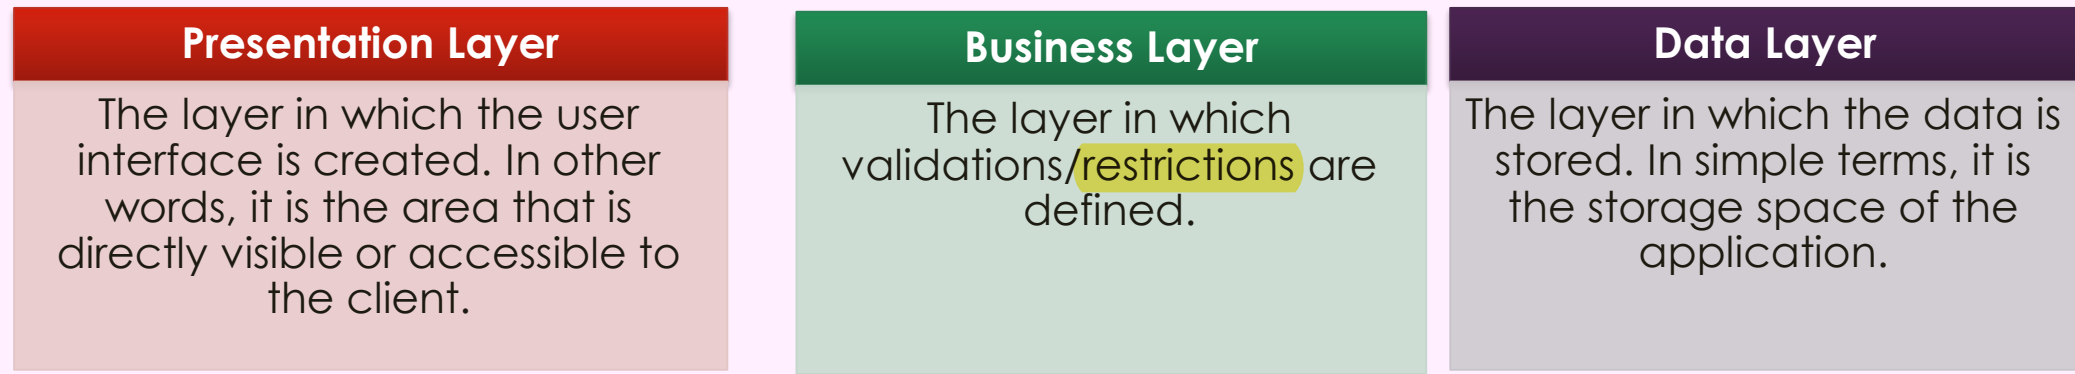 Presentation Layer
The layer in which the user
interface is created. In other
words, it is the area that is
directly visible or accessible to
the client.
Business Layer
The layer in which
validations/restrictions are
defined.
Data Layer
The layer in which the data is
stored. In simple terms, it is
the storage space of the
application.